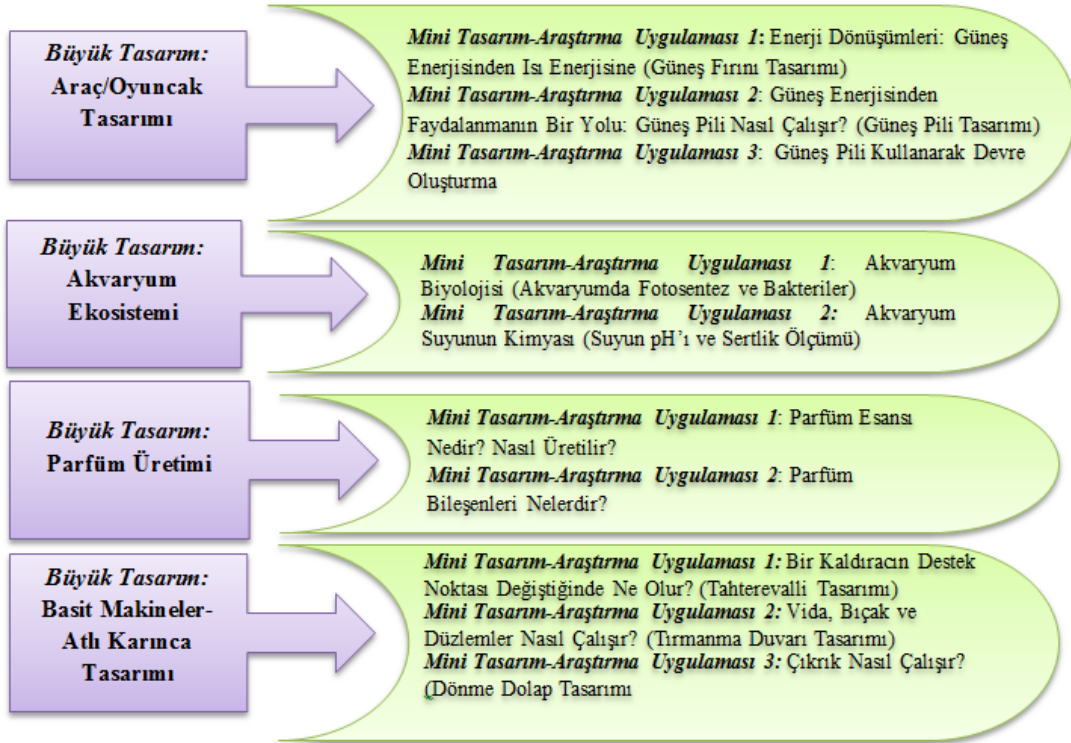 Büyük Tasarım:
Araç/Oyuncak
Tasarımı
Mini Tasarım-Araştırma Uygulaması 1: Enerji Dönüşümleri: Güneş
Enerjisinden Isı Enerjisine (Güneş Fırını Tasarımı)
Mini Tasarım-Araştırma Uygulaması 2: Güneş Enerjisinden
Faydalanmanın Bir Yolu: Güneş Pili Nasıl Çalışır? (Güneş Pili Tasarımı)
Mini Tasarım-Araştırma Uygulaması 3: Güneş Pili Kullanarak Devre
Oluşturma
Büyük Tasarım:
Akvaryum
Ekosistemi
Mini Tasarım-Araştırma Uygulaması 1: Akvaryum
Biyolojisi (Akvaryumda Fotosentez ve Bakteriler)
Mini Tasarım-Araştırma Uygulaması 2: Akvaryum
Suyunun Kimyası (Suyun pH’ı ve Sertlik Ölçümü)
Büyük Tasarım:
Parfüm Üretimi
Mini Tasarım-Araştırma Uygulaması 1: Parfüm Esansı
Nedir? Nasıl Üretilir?
Mini Tasarım-Araştırma Uygulaması 2: Parfüm
Bileşenleri Nelerdir?
Büyük Tasarım:
Basit Makineler-
Atlı Karınca
Tasarımı
Mini Tasarım-Araştırma Uygulaması 1: Bir Kaldıracın Destek
Noktası Değiştiğinde Ne Olur? (Tahterevalli Tasarımı)
Mini Tasarım-Araştırma Uygulaması 2: Vida, Bıçak ve
Düzlemler Nasıl Çalışır? (Tırmanma Duvarı Tasarımı)
Mini Tasarım-Araştırma Uygulaması 3: Çıkrık Nasıl Çalışır?
(Dönme Dolap Tasarımı